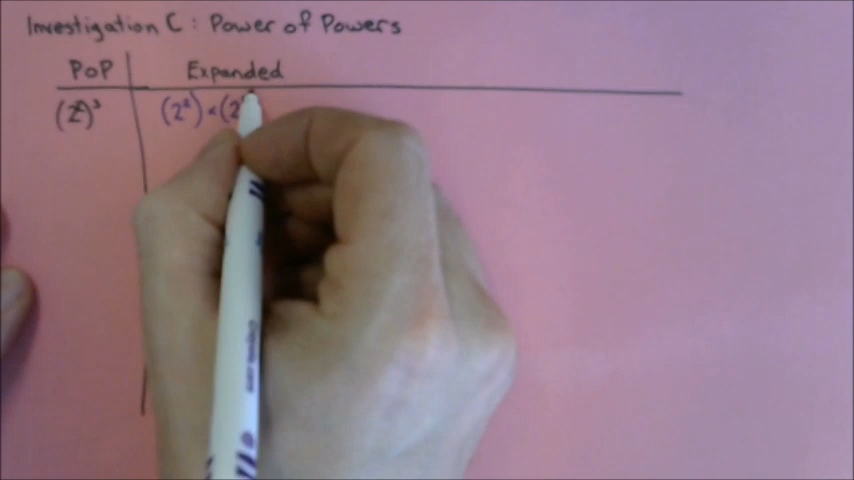 Investigation C: Power of Powers
PoP Expanded
(2²)³ (2²) × (2